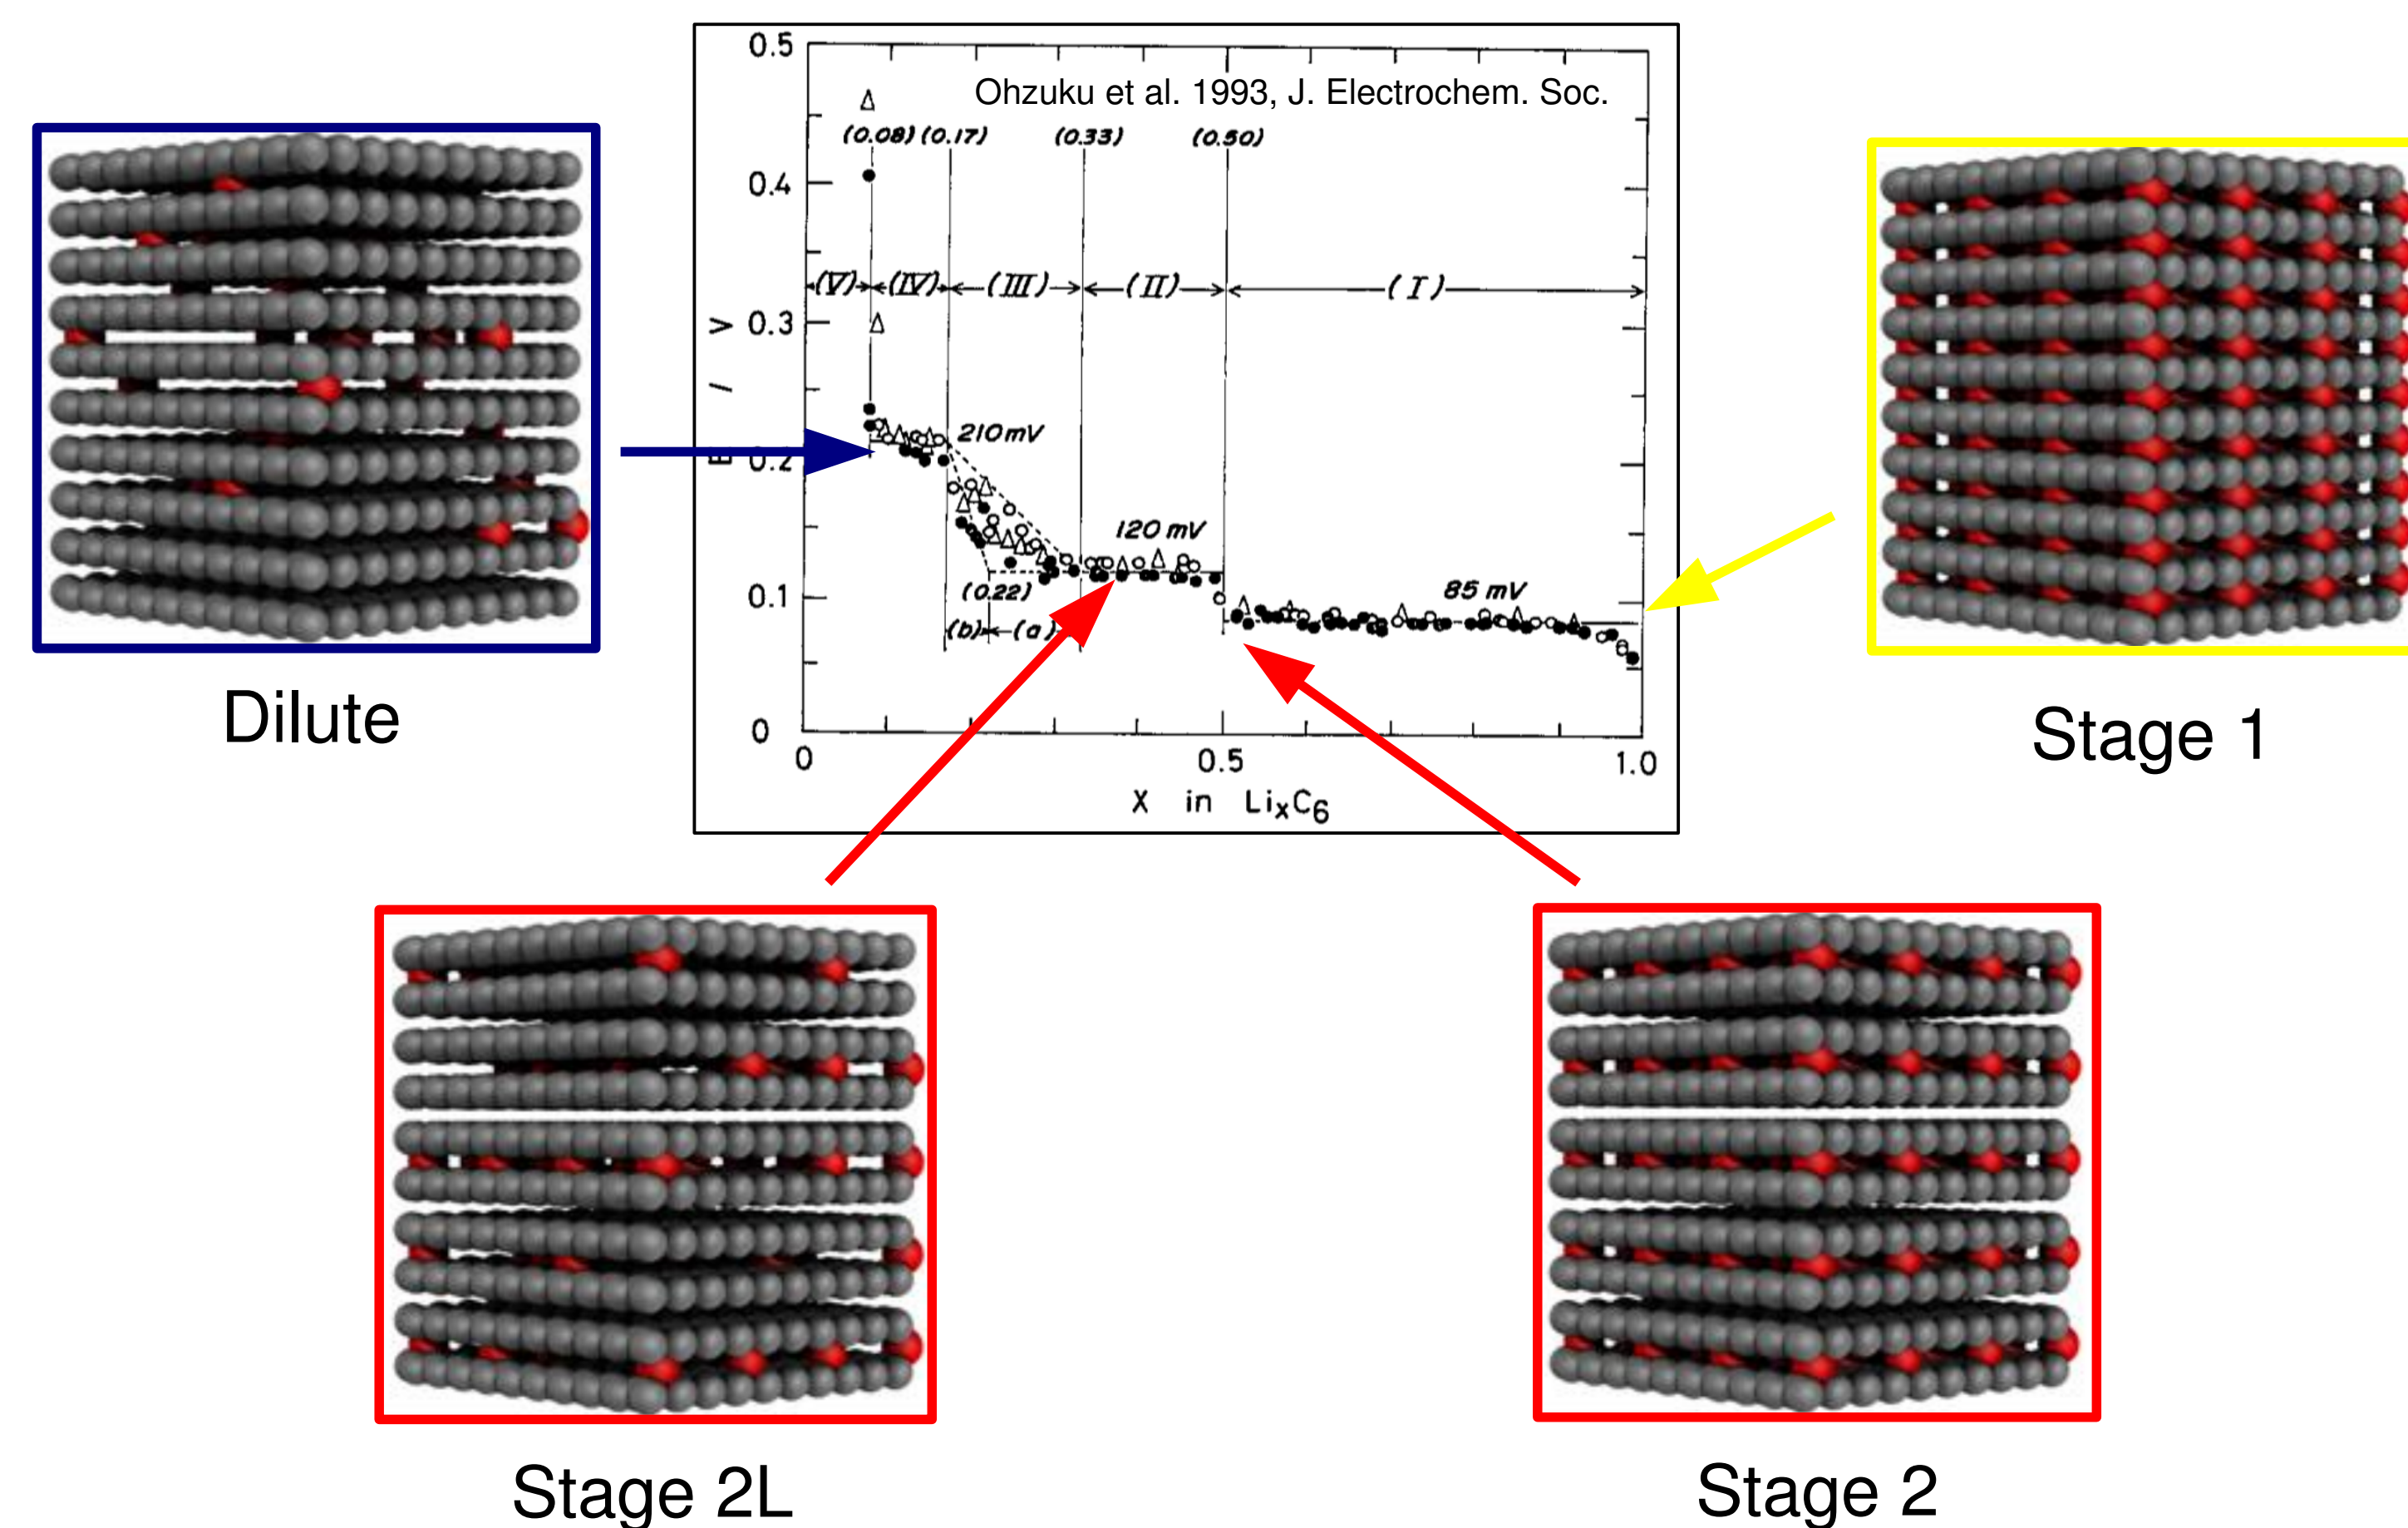 Ohzuku et al. 1993, J. Electrochem. Soc.
0.5
0.4
0.3
0.2
0.1
0
E / V
(0.08) (0.17) (0.33) (0.50)
(V) (IV) (III) (II) (I)
210mV
120 mV
85 mV
(0.22)
(b) (a)
0 0.5 1.0
X in LixC6
Dilute
Stage 1
Stage 2L
Stage 2